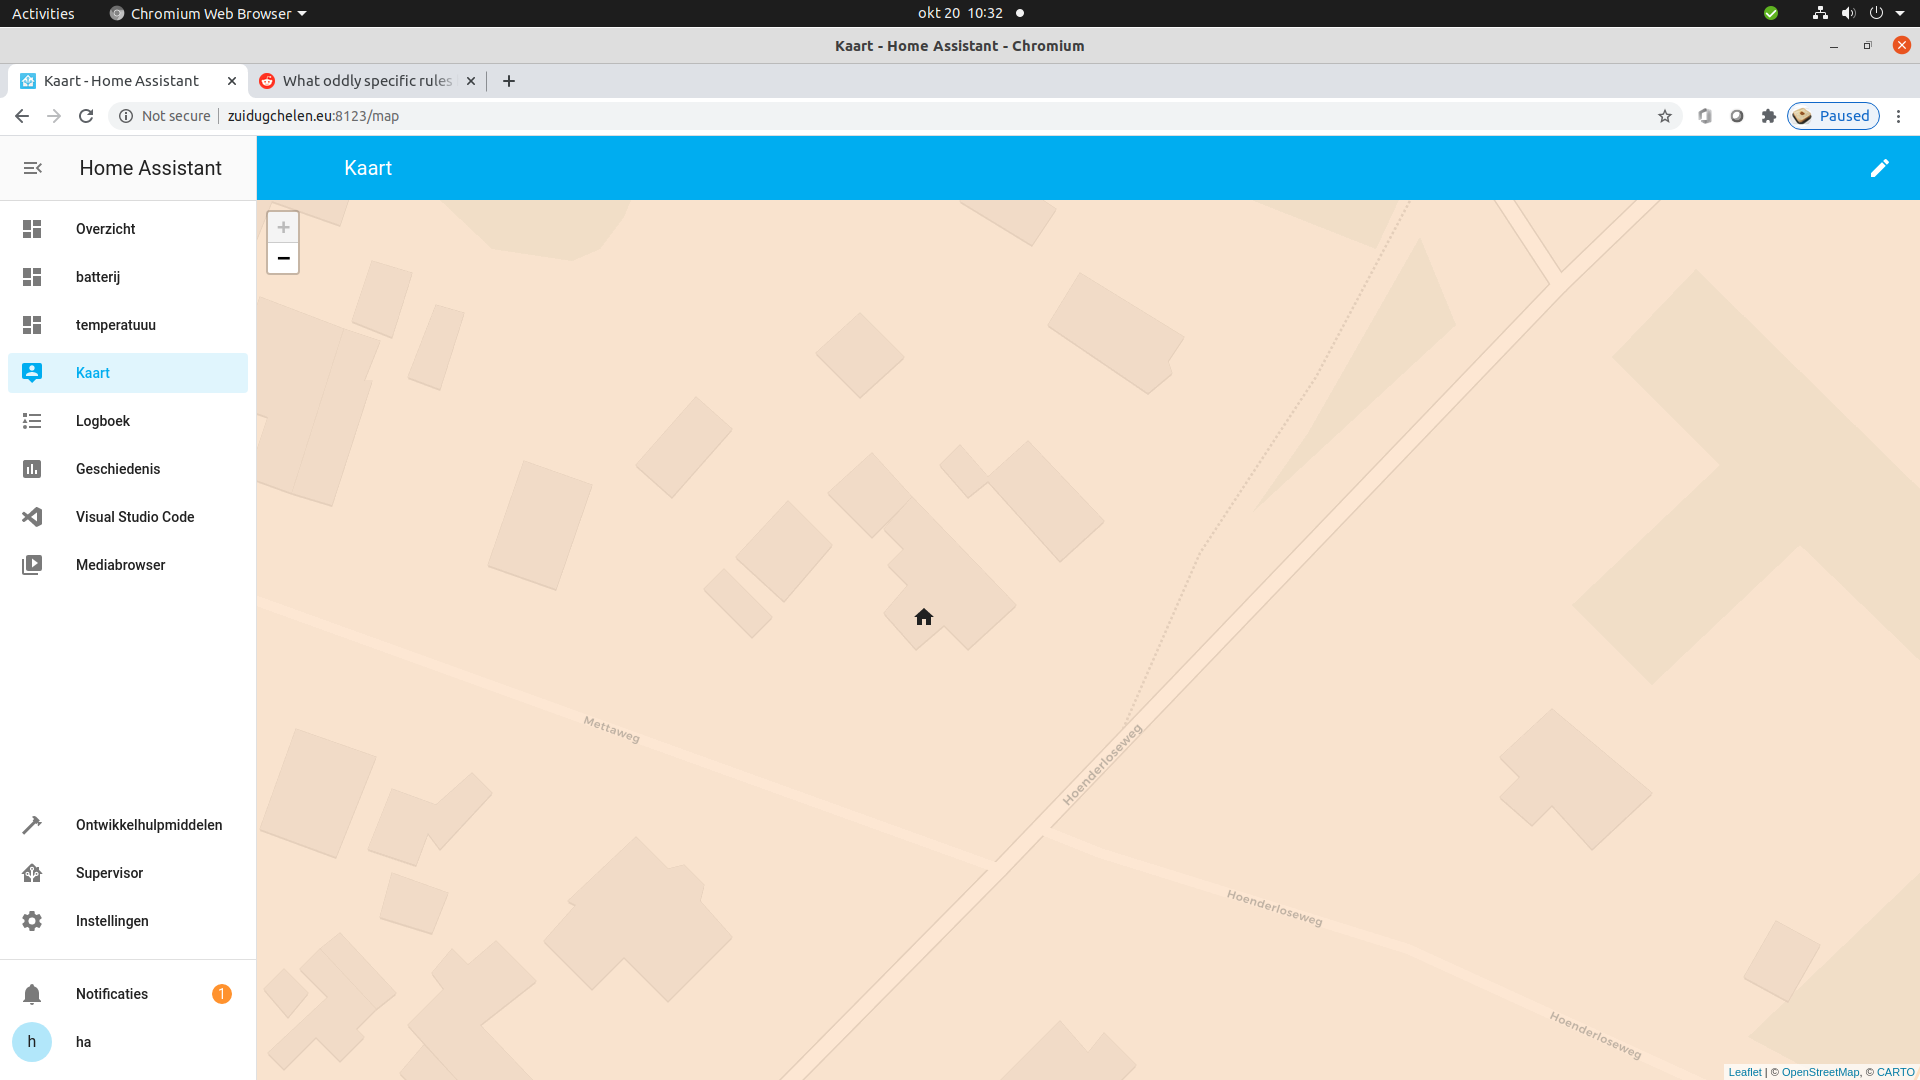 Activities
Chromium Web Browser
okt 20 10:32
Kaart - Home Assistant - Chromium
Kaart - Home Assistant
What oddly specific rules
Not secure
zuidugchelen.eu:8123/map
Paused
Home Assistant
Kaart
+
−
Overzicht
batterij
temperatuuu
Kaart
Logboek
Geschiedenis
Visual Studio Code
Mediabrowser
Mettaweg
Hoenderloseweg
Hoenderloseweg
Hoenderloseweg
Ontwikkelhulpmiddelen
Supervisor
Instellingen
Notificaties
1
h
ha
Leaflet | © OpenStreetMap, © CARTO